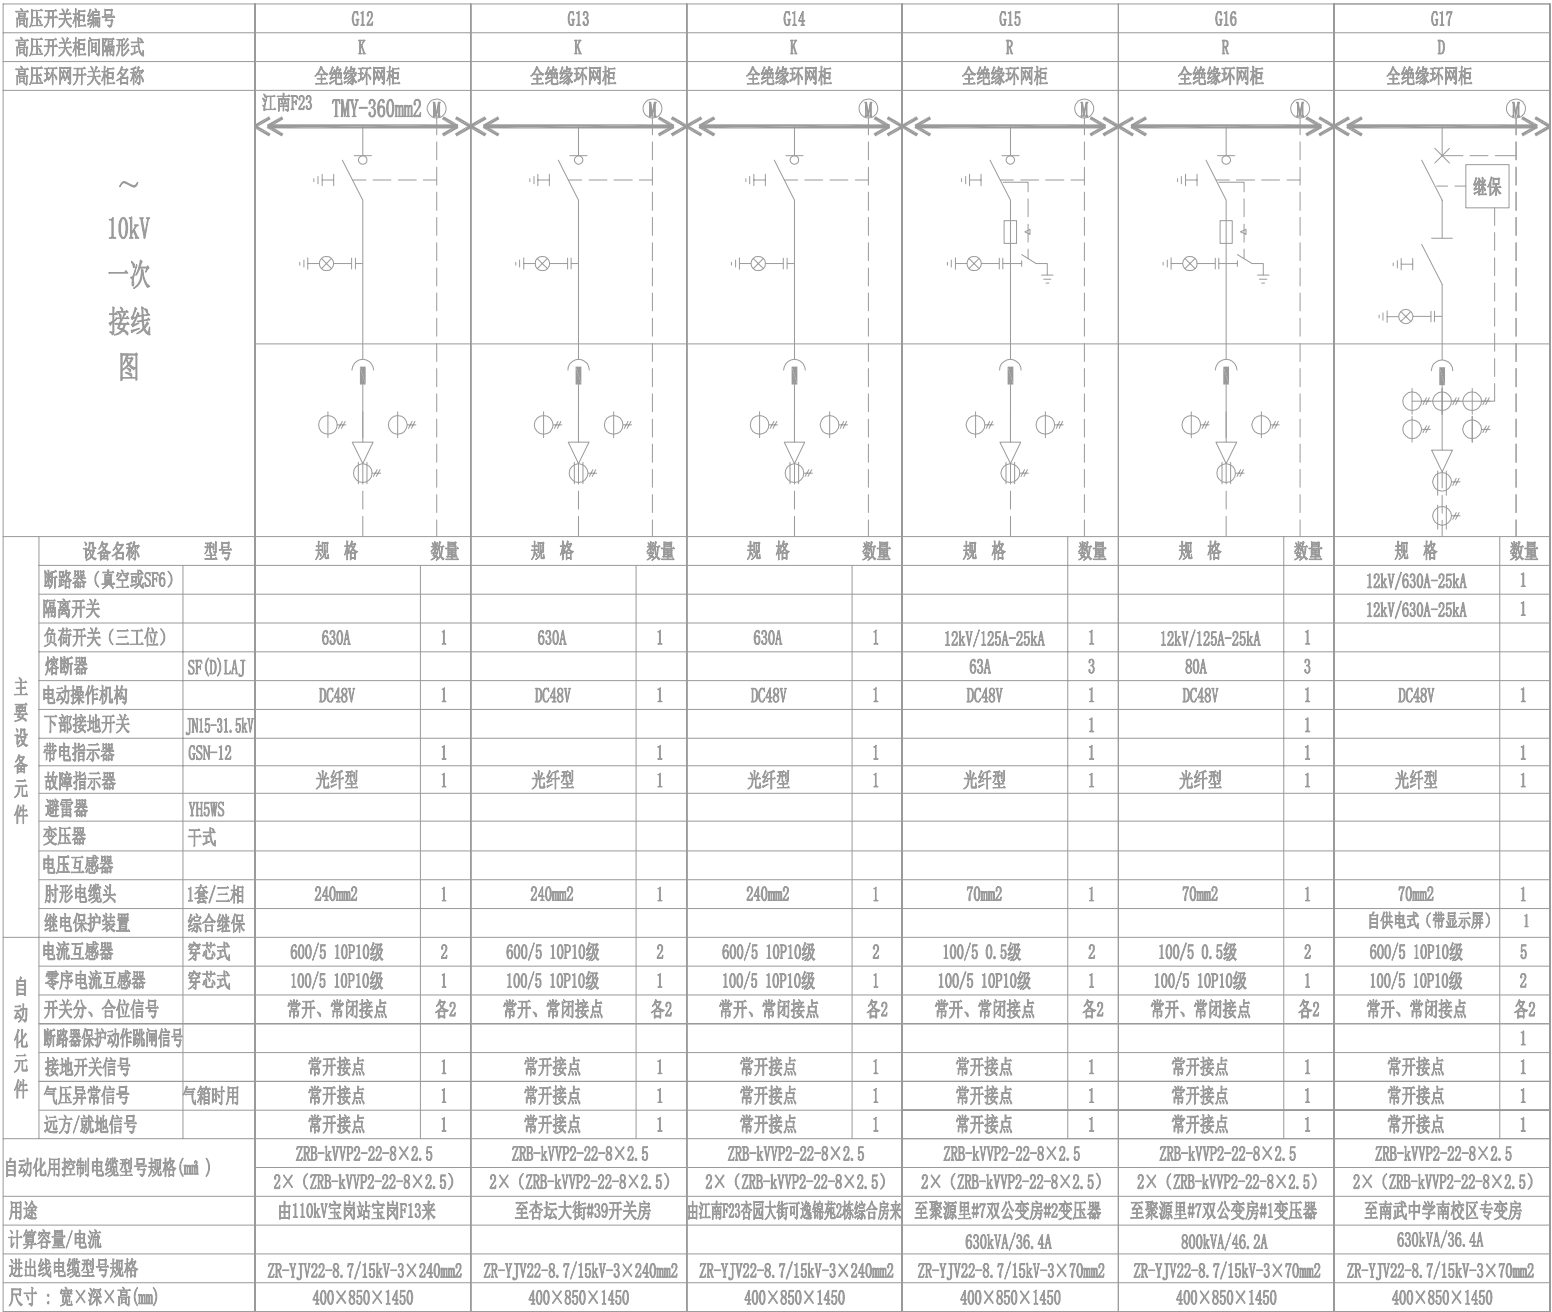 高压开关柜编号 G12 G13 G14 G15 G16 G17
高压开关柜间隔形式 K K K R R D
高压环网开关柜名称 全绝缘环网柜 全绝缘环网柜 全绝缘环网柜 全绝缘环网柜 全绝缘环网柜 全绝缘环网柜
江南F23 TMY-360mm2 M M M M M M
继保
~
10kV
一次
接线
图
主要设备元件
设备名称 型号 规 格 数量 规 格 数量 规 格 数量 规 格 数量 规 格 数量 规 格 数量
断路器（真空或SF6） 12kV/630A-25kA 1
隔离开关 12kV/630A-25kA 1
负荷开关（三工位） 630A 1 630A 1 630A 1 12kV/125A-25kA 1 12kV/125A-25kA 1
熔断器 SF(D)LAJ 63A 3 80A 3
电动操作机构 DC48V 1 DC48V 1 DC48V 1 DC48V 1 DC48V 1 DC48V 1
下部接地开关 JN15-31.5kV 1 1
带电指示器 GSN-12 1 1 1 1 1 1
故障指示器 光纤型 1 光纤型 1 光纤型 1 光纤型 1 光纤型 1 光纤型 1
避雷器 YH5WS
变压器 干式
电压互感器
肘形电缆头 1套/三相 240mm2 1 240mm2 1 240mm2 1 70mm2 1 70mm2 1 70mm2 1
继电保护装置 综合继保 自供电式（带显示屏） 1
自动化元件
电流互感器 穿芯式 600/5 10P10级 2 600/5 10P10级 2 600/5 10P10级 2 100/5 0.5级 2 100/5 0.5级 2 600/5 10P10级 5
零序电流互感器 穿芯式 100/5 10P10级 1 100/5 10P10级 1 100/5 10P10级 1 100/5 10P10级 1 100/5 10P10级 1 100/5 10P10级 2
开关分、合位信号 常开、常闭接点 各2 常开、常闭接点 各2 常开、常闭接点 各2 常开、常闭接点 各2 常开、常闭接点 各2 常开、常闭接点 各2
断路器保护动作跳闸信号 1
接地开关信号 常开接点 1 常开接点 1 常开接点 1 常开接点 1 常开接点 1 常开接点 1
气压异常信号 气箱时用 常开接点 1 常开接点 1 常开接点 1 常开接点 1 常开接点 1 常开接点 1
远方/就地信号 常开接点 1 常开接点 1 常开接点 1 常开接点 1 常开接点 1 常开接点 1
自动化用控制电缆型号规格(mm²) ZRB-kVVP2-22-8×2.5 ZRB-kVVP2-22-8×2.5 ZRB-kVVP2-22-8×2.5 ZRB-kVVP2-22-8×2.5 ZRB-kVVP2-22-8×2.5 ZRB-kVVP2-22-8×2.5
2×（ZRB-kVVP2-22-8×2.5） 2×（ZRB-kVVP2-22-8×2.5） 2×（ZRB-kVVP2-22-8×2.5） 2×（ZRB-kVVP2-22-8×2.5） 2×（ZRB-kVVP2-22-8×2.5） 2×（ZRB-kVVP2-22-8×2.5）
用途 由110kV宝岗站宝岗F13来 至杏坛大街#39开关房 由江南F23杏园大街可逸锦苑2栋综合房来 至聚源里#7双公变房#2变压器 至聚源里#7双公变房#1变压器 至南武中学南校区专变房
计算容量/电流 630kVA/36.4A 800kVA/46.2A 630kVA/36.4A
进出线电缆型号规格 ZR-YJV22-8.7/15kV-3×240mm2 ZR-YJV22-8.7/15kV-3×240mm2 ZR-YJV22-8.7/15kV-3×240mm2 ZR-YJV22-8.7/15kV-3×70mm2 ZR-YJV22-8.7/15kV-3×70mm2 ZR-YJV22-8.7/15kV-3×70mm2
尺寸 : 宽×深×高(mm) 400×850×1450 400×850×1450 400×850×1450 400×850×1450 400×850×1450 400×850×1450